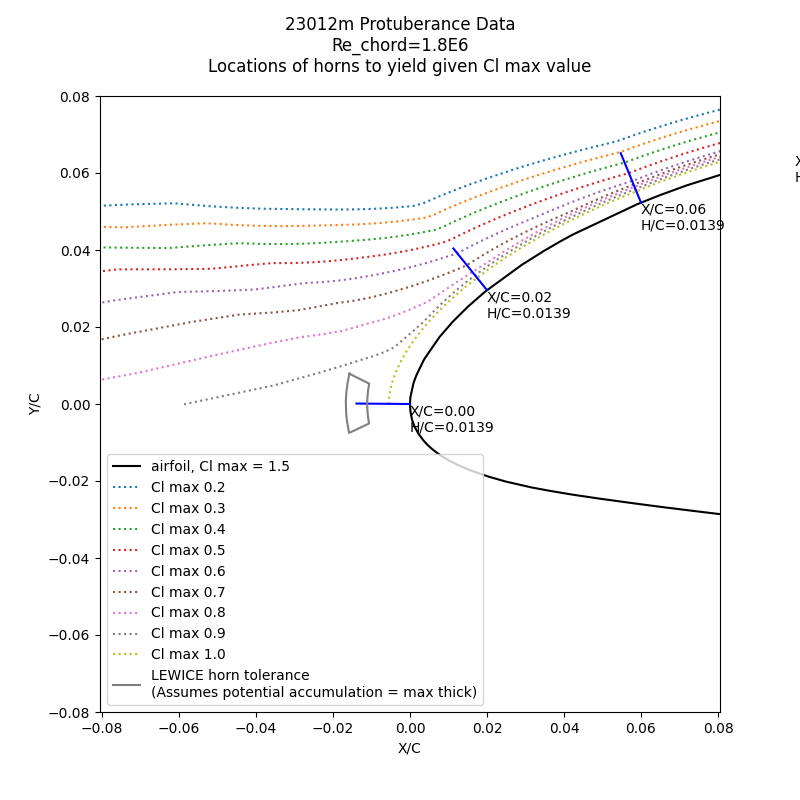 23012m Protuberance Data
Re_chord=1.8E6
Locations of horns to yield given Cl max value
0.08
0.06
0.04
0.02
0.00
−0.02
−0.04
−0.06
−0.08
Y/C
−0.08
−0.06
−0.04
−0.02
0.00
0.02
0.04
0.06
0.08
X/C
X/C=0.06
H/C=0.0139
X/C=0.02
H/C=0.0139
X/C=0.00
H/C=0.0139
X
H
airfoil, Cl max = 1.5
Cl max 0.2
Cl max 0.3
Cl max 0.4
Cl max 0.5
Cl max 0.6
Cl max 0.7
Cl max 0.8
Cl max 0.9
Cl max 1.0
LEWICE horn tolerance
(Assumes potential accumulation = max thick)